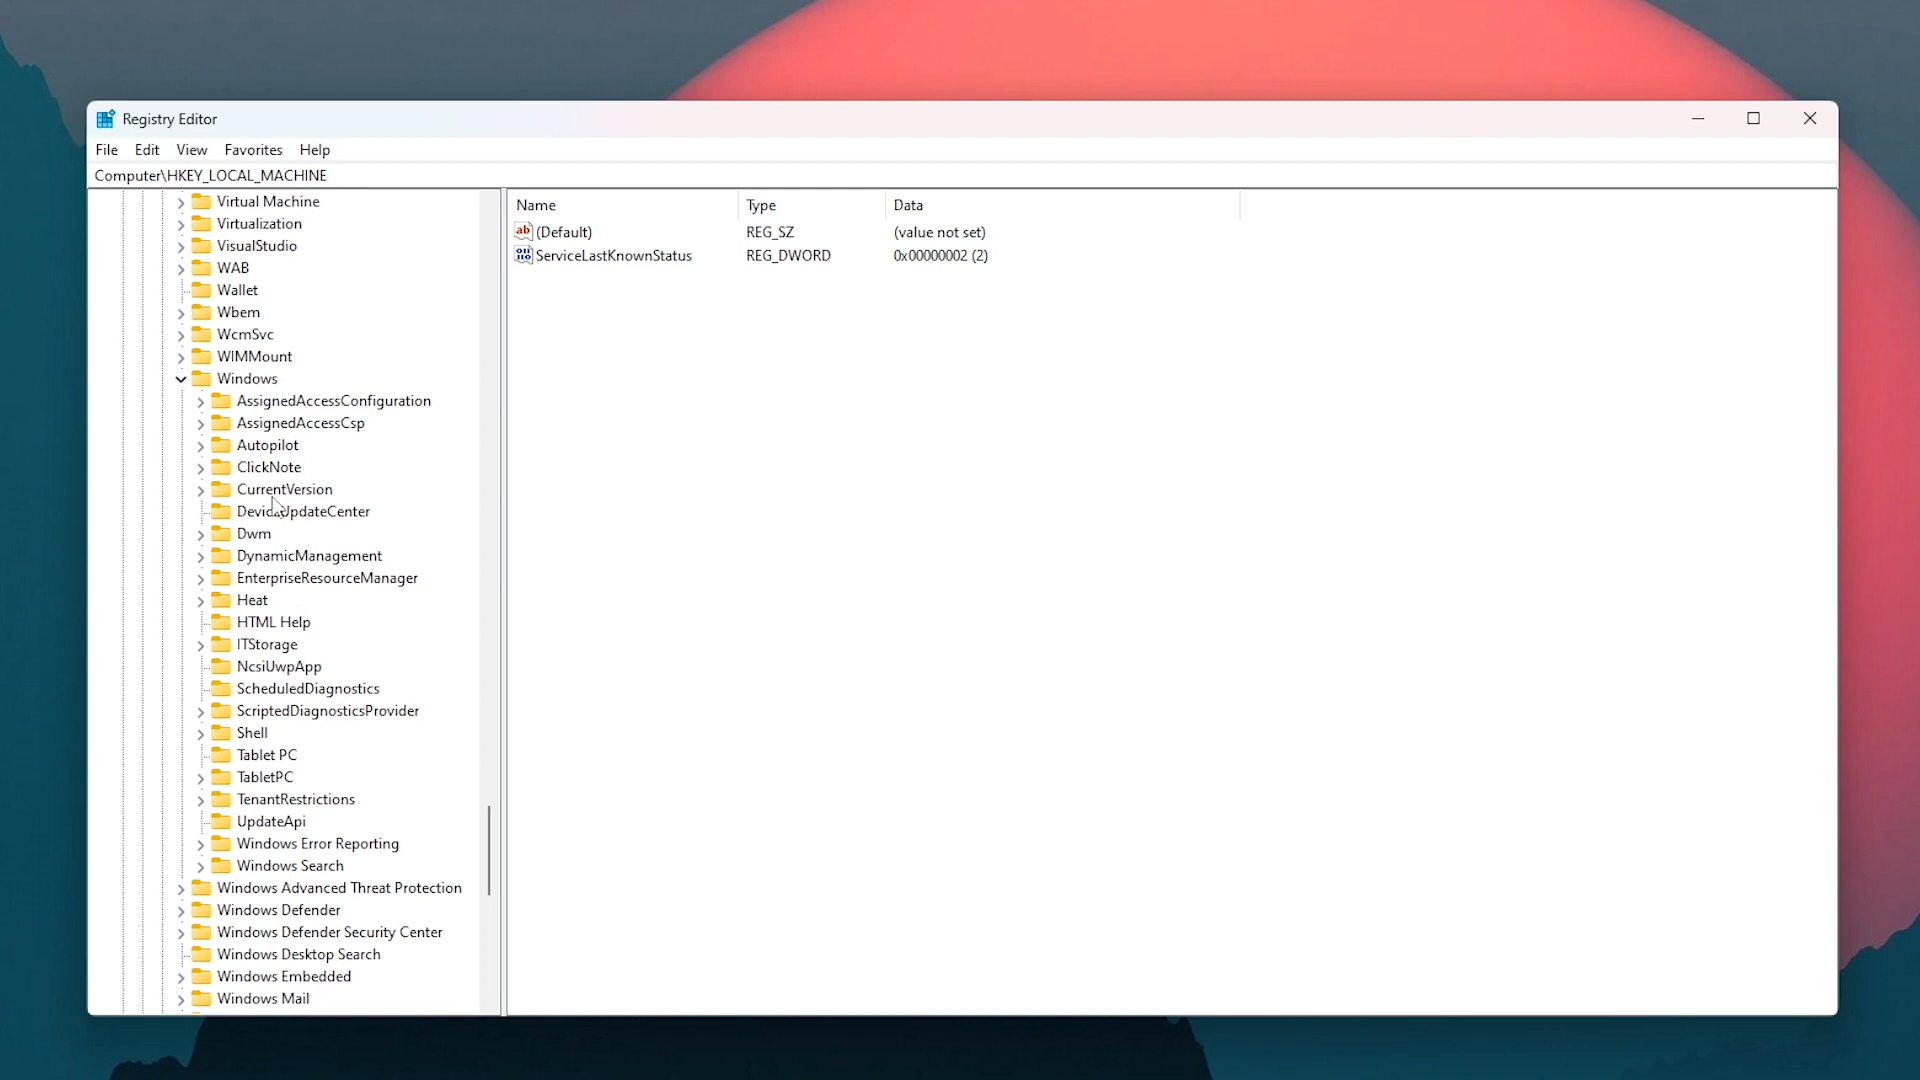 Registry Editor
File Edit View Favorites Help
Computer\HKEY_LOCAL_MACHINE
Virtual Machine
Virtualization
VisualStudio
WAB
Wallet
Wbem
WcmSvc
WIMMount
Windows
AssignedAccessConfiguration
AssignedAccessCsp
Autopilot
ClickNote
CurrentVersion
DeviceUpdateCenter
Dwm
DynamicManagement
EnterpriseResourceManager
Heat
HTML Help
ITStorage
NcsiUwpApp
ScheduledDiagnostics
ScriptedDiagnosticsProvider
Shell
Tablet PC
TabletPC
TenantRestrictions
UpdateApi
Windows Error Reporting
Windows Search
Windows Advanced Threat Protection
Windows Defender
Windows Defender Security Center
Windows Desktop Search
Windows Embedded
Windows Mail
Name Type Data
(Default) REG_SZ (value not set)
ServiceLastKnownStatus REG_DWORD 0x00000002 (2)